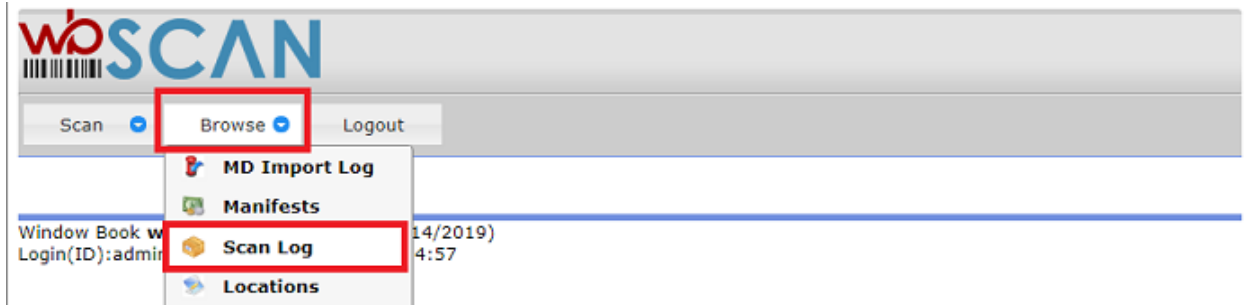 wbSCAN
Scan Browse Logout
MD Import Log
Manifests
Scan Log
Locations
Window Book w 14/2019)
Login(ID):admin 4:57